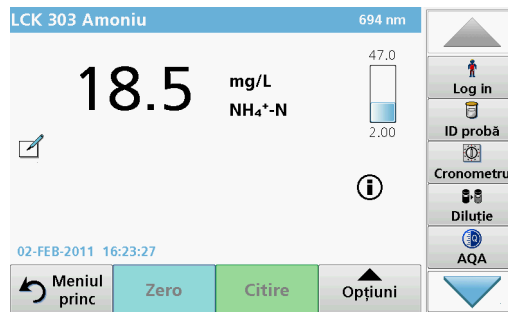 LCK 303 Amoniu 694 nm
47.0
18.5 mg/L
NH₄⁺-N
2.00
02-FEB-2011 16:23:27
Meniul
princ
Zero
Citire
Opțiuni
Log in
ID probă
Cronometru
Diluție
AQA